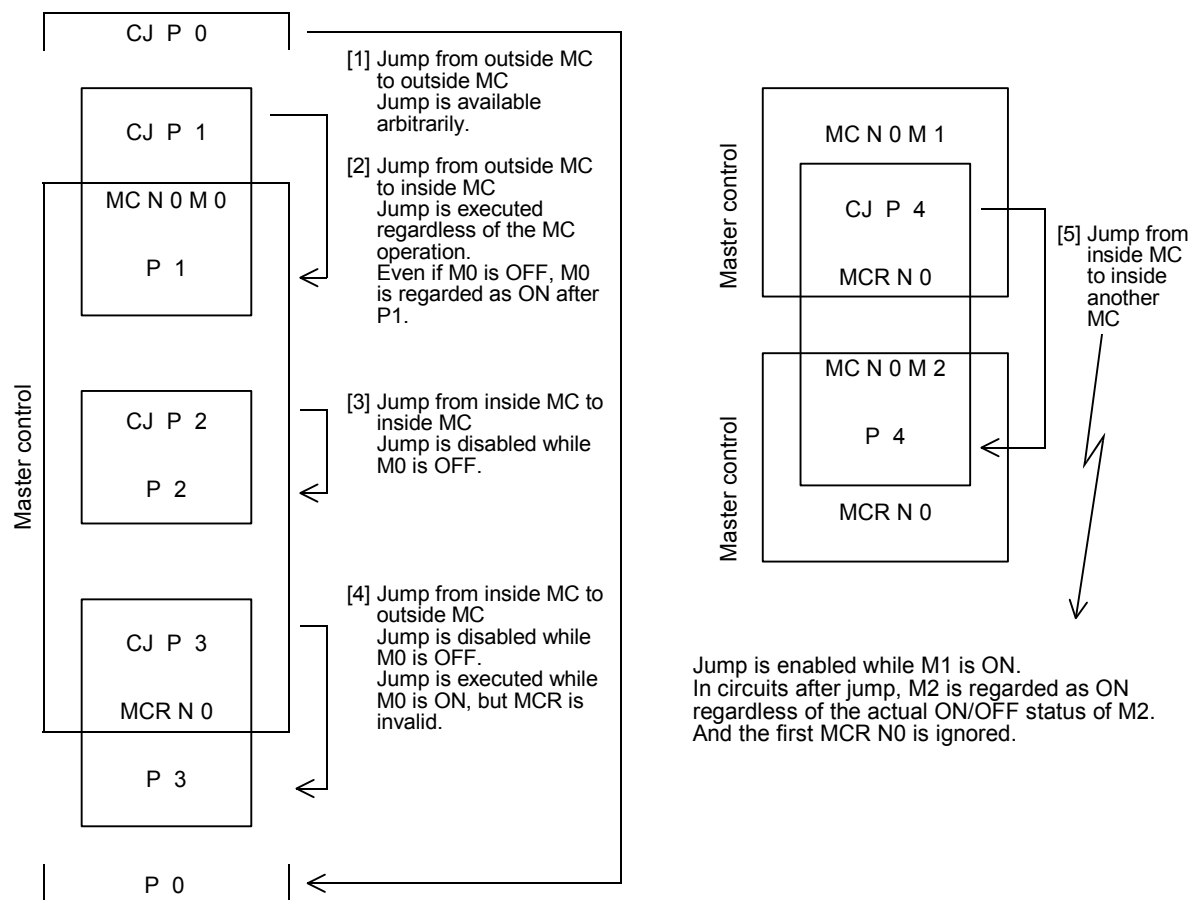 CJ P 0
[1] Jump from outside MC
to outside MC
Jump is available
arbitrarily.
CJ P 1
[2] Jump from outside MC
to inside MC
Jump is executed
regardless of the MC
operation.
Even if M0 is OFF, M0
is regarded as ON after
P1.
MC N 0 M 0
P 1
Master control
CJ P 2
P 2
[3] Jump from inside MC to
inside MC
Jump is disabled while
M0 is OFF.
CJ P 3
MCR N 0
P 3
[4] Jump from inside MC to
outside MC
Jump is disabled while
M0 is OFF.
Jump is executed while
M0 is ON, but MCR is
invalid.
P 0
Master control
MC N 0 M 1
CJ P 4
MCR N 0
[5] Jump from
inside MC
to inside
another
MC
Master control
MC N 0 M 2
P 4
MCR N 0
Jump is enabled while M1 is ON.
In circuits after jump, M2 is regarded as ON
regardless of the actual ON/OFF status of M2.
And the first MCR N0 is ignored.